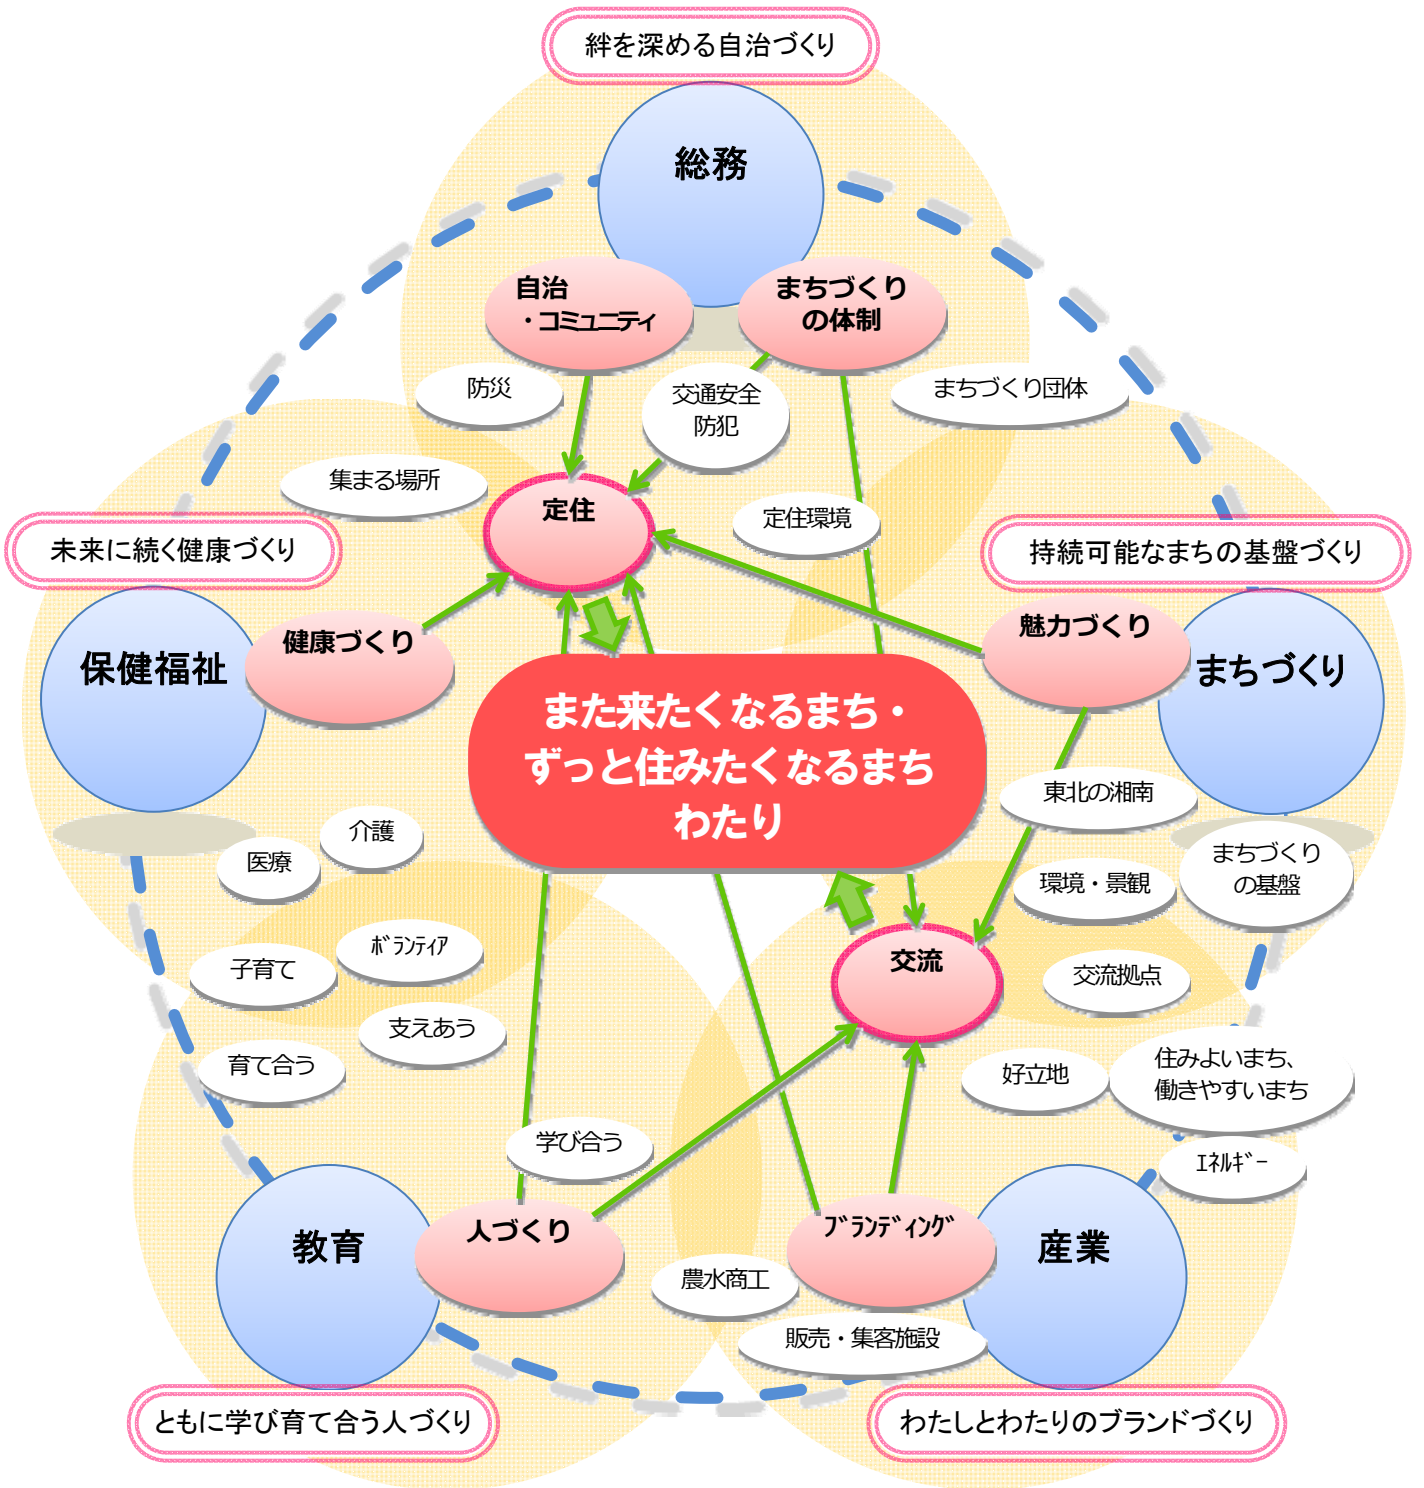 絆を深める自治づくり
総務
自治
・コミュニティ
まちづくり
の体制
防災
交通安全
防犯
まちづくり団体
集まる場所
定住
定住環境
未来に続く健康づくり
持続可能なまちの基盤づくり
保健福祉
健康づくり
魅力づくり
まちづくり
また来たくなるまち・
ずっと住みたくなるまち
わたり
東北の湘南
介護
医療
まちづくり
の基盤
環境・景観
ボランティア
子育て
交流
交流拠点
支えあう
育て合う
好立地
住みよいまち、
働きやすいまち
学び合う
エネルギー
教育
人づくり
ブランディング
産業
農水商工
販売・集客施設
ともに学び育て合う人づくり
わたしとわたりのブランドづくり